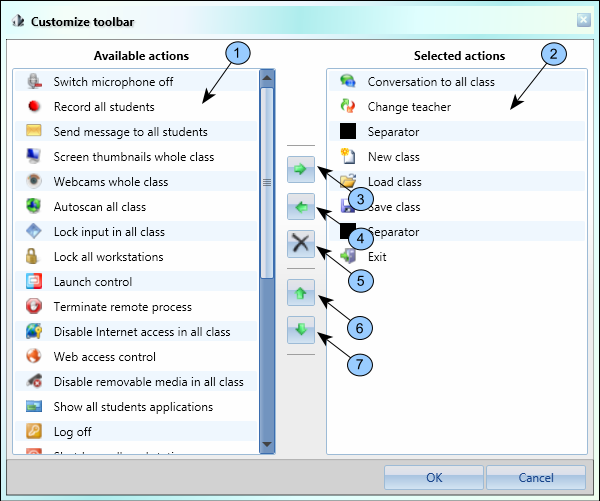 Customize toolbar
Available actions
Selected actions
1
2
Switch microphone off
Record all students
Send message to all students
Screen thumbnails whole class
Webcams whole class
Autoscan all class
Lock input in all class
Lock all workstations
Launch control
Terminate remote process
Disable Internet access in all class
Web access control
Disable removable media in all class
Show all students applications
Log off
3
4
5
6
7
Conversation to all class
Change teacher
Separator
New class
Load class
Save class
Separator
Exit
OK
Cancel